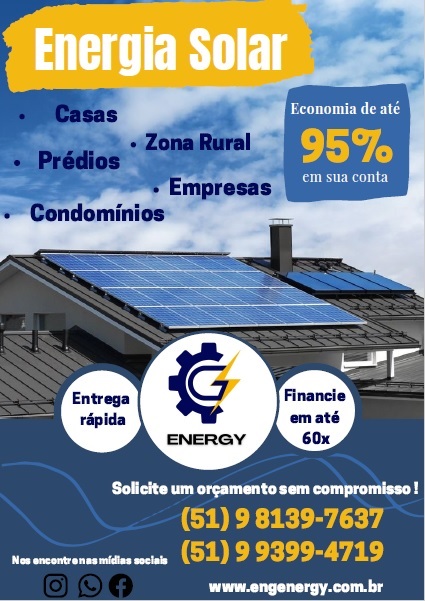 Energia Solar
• Casas
• Zona Rural
• Prédios
• Empresas
• Condomínios
Economia de até
95%
em sua conta
Entrega
rápida
G
ENERGY
Financie
em até
60x
Solicite um orçamento sem compromisso !
(51) 9 8139-7637
(51) 9 9399-4719
Nos encontre nas mídias sociais
www.engenergy.com.br